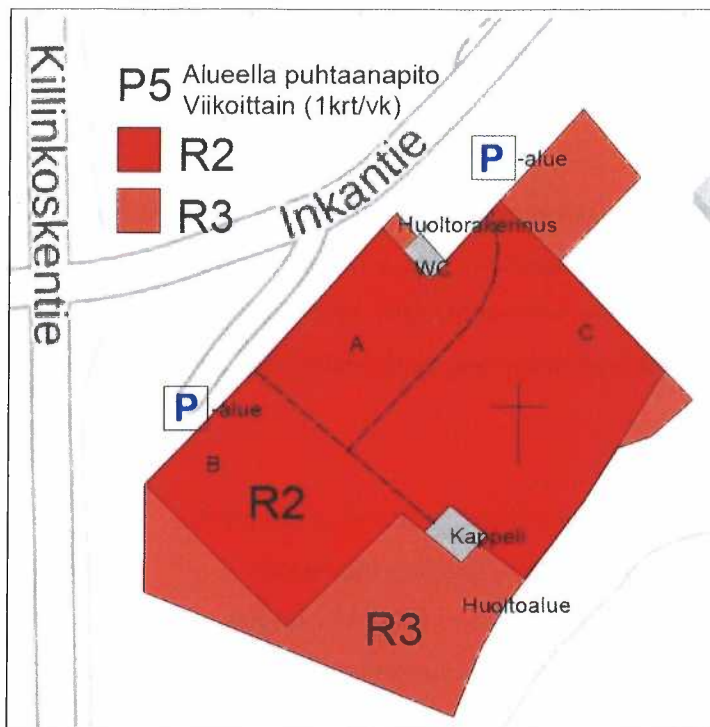 Killinkoskentie
P5 Alueella puhtaanapito
Viikoittain (1krt/vk)
R2
R3
Inkantie
P -alue
Huoltorakennus
WC
A
C
P -alue
B
R2
Kappeli
Huoltoalue
R3